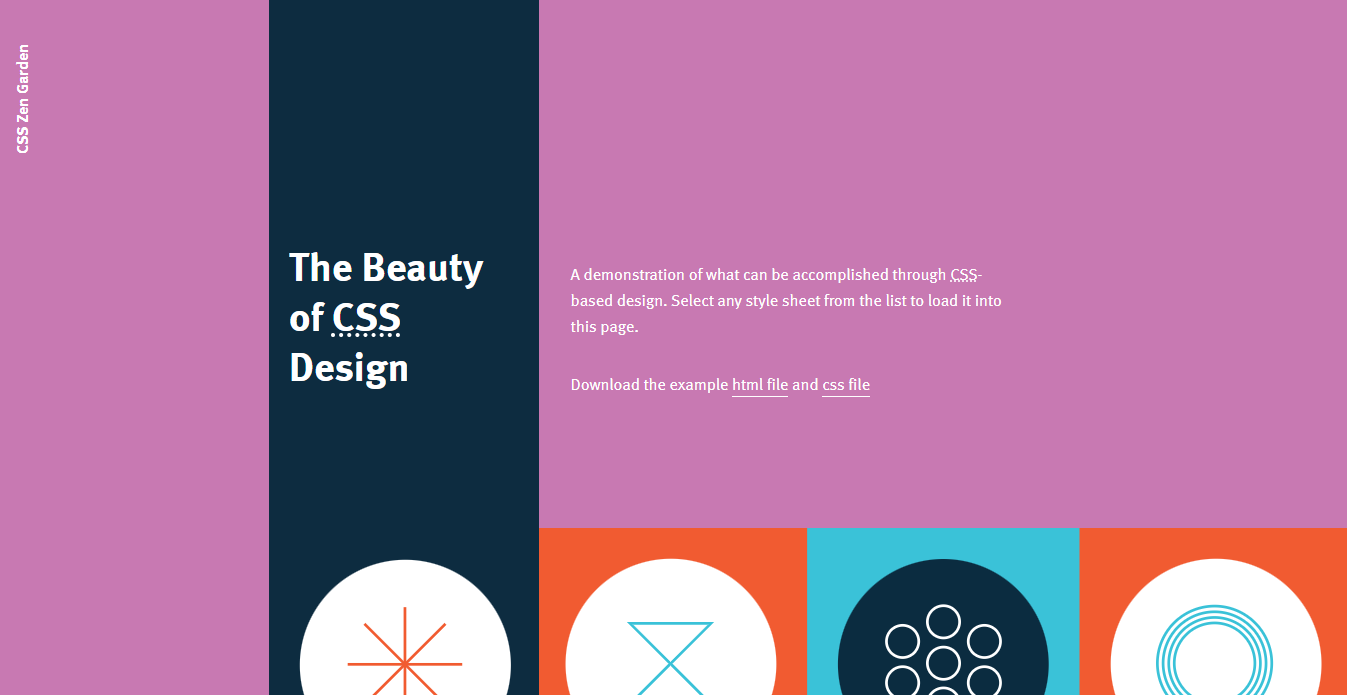 CSS Zen Garden
The Beauty
of CSS
Design
A demonstration of what can be accomplished through CSS-
based design. Select any style sheet from the list to load it into
this page.
Download the example html file and css file